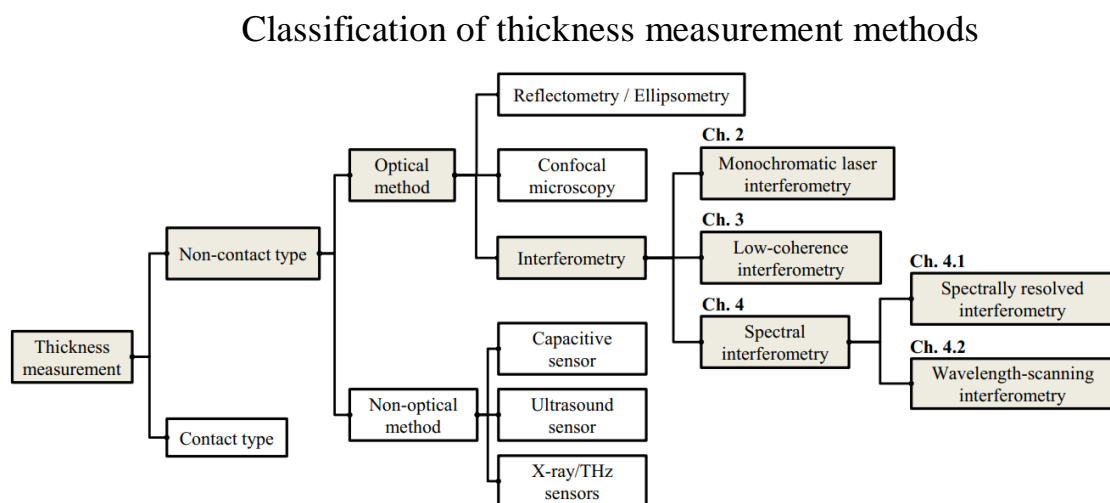 Classification of thickness measurement methods
Reflectometry / Ellipsometry
Ch. 2
Optical
method
Confocal
microscopy
Monochromatic laser
interferometry
Ch. 3
Non-contact type
Interferometry
Low-coherence
interferometry
Ch. 4.1
Ch. 4
Spectrally resolved
interferometry
Thickness
measurement
Capacitive
sensor
Spectral
interferometry
Ch. 4.2
Wavelength-scanning
interferometry
Non-optical
method
Ultrasound
sensor
Contact type
X-ray/THz
sensors